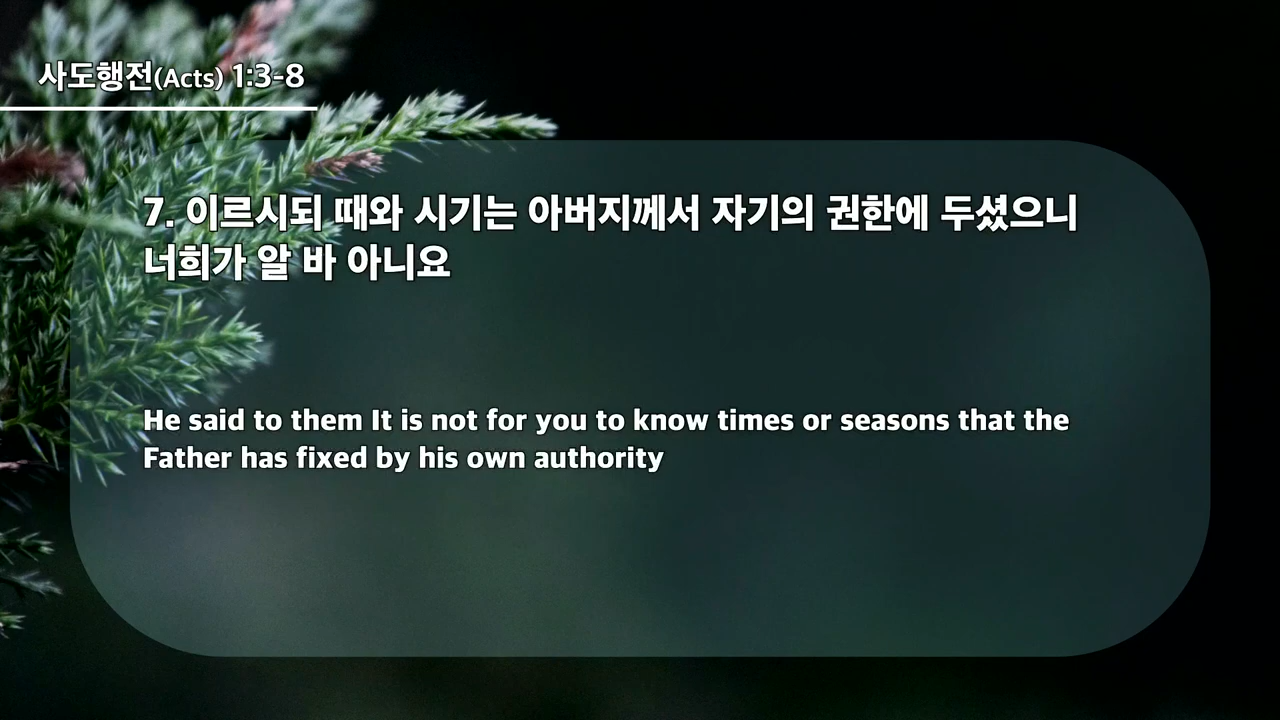 사도행전(Acts) 1:3-8
7. 이르시되 때와 시기는 아버지께서 자기의 권한에 두셨으니
너희가 알 바 아니요
He said to them It is not for you to know times or seasons that the
Father has fixed by his own authority